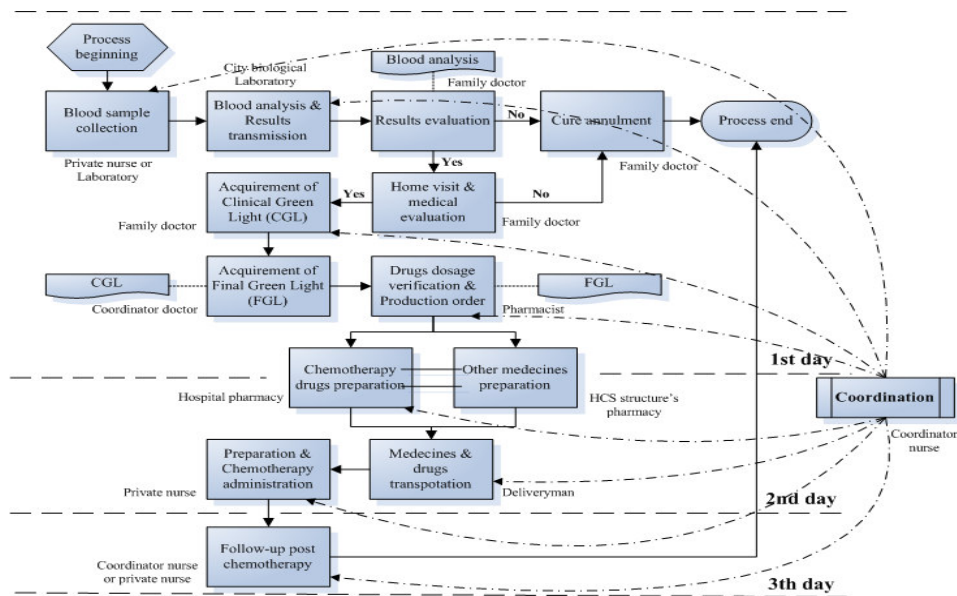 Process
beginning
Blood analysis
City biological
Laboratory
Family doctor
Blood sample
collection
Blood analysis &
Results
transmission
Results evaluation
No
Cure annulment
Process end
Private nurse or
Laboratory
Yes
Family doctor
Acquirement of
Clinical Green
Light (CGL)
Yes
Home visit &
medical
evaluation
No
Family doctor
Family doctor
CGL
Acquirement of
Final Green Light
(FGL)
Drugs dosage
verification &
Production order
FGL
Coordinator doctor
Pharmacist
1st day
Chemotherapy
drugs preparation
Other medecines
preparation
Hospital pharmacy
HCS structure's
pharmacy
Coordination
Coordinator
nurse
Preparation &
Chemotherapy
administration
Medecines &
drugs
transpotation
Private nurse
Deliveryman
2nd day
Follow-up post
chemotherapy
Coordinator nurse
or private nurse
3th day